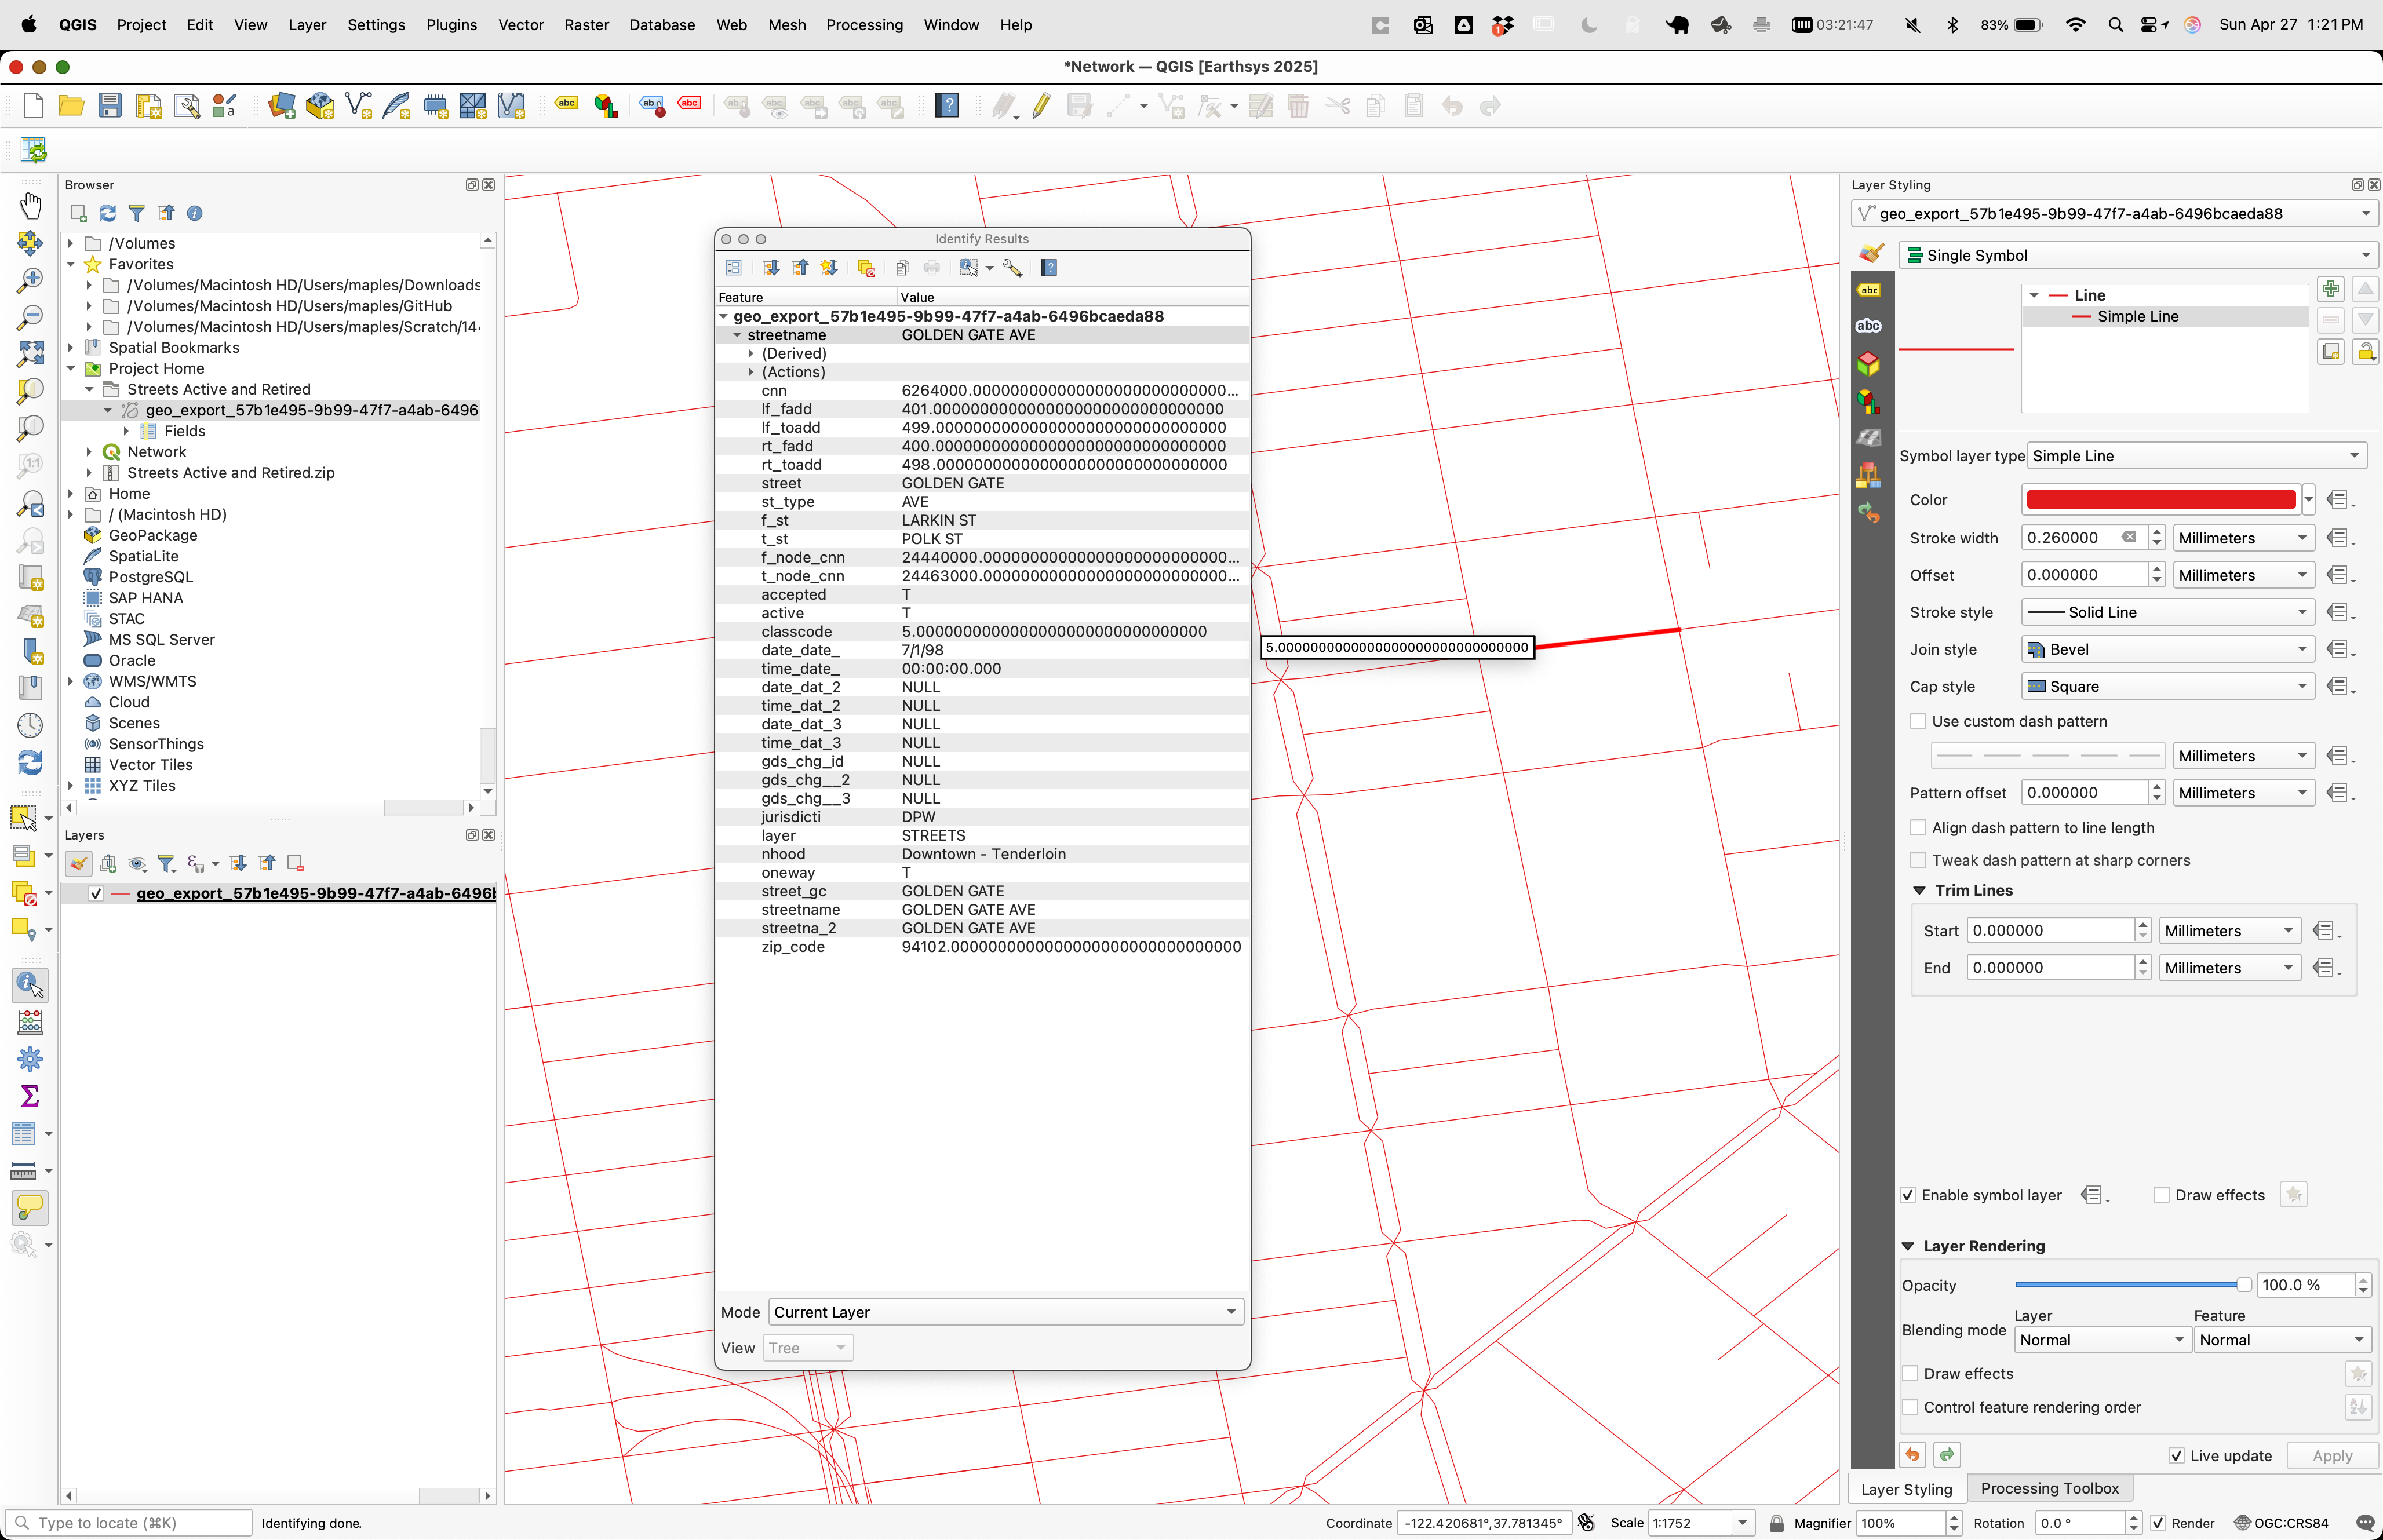 QGIS Project Edit View Layer Settings Plugins Vector Raster Database Web Mesh Processing Window Help 03:21:47 83% Sun Apr 27 1:21 PM
*Network — QGIS [Earthsys 2025]
Browser
/Volumes
Favorites
/Volumes/Macintosh HD/Users/maples/Downloads
/Volumes/Macintosh HD/Users/maples/GitHub
/Volumes/Macintosh HD/Users/maples/Scratch/14
Spatial Bookmarks
Project Home
Streets Active and Retired
geo_export_57b1e495-9b99-47f7-a4ab-6496
Fields
Network
Streets Active and Retired.zip
Home
/ (Macintosh HD)
GeoPackage
SpatiaLite
PostgreSQL
SAP HANA
STAC
MS SQL Server
Oracle
WMS/WMTS
Cloud
Scenes
SensorThings
Vector Tiles
XYZ Tiles
Layers
geo_export_57b1e495-9b99-47f7-a4ab-6496b
Identify Results
Feature Value
geo_export_57b1e495-9b99-47f7-a4ab-6496bcaeda88
streetname GOLDEN GATE AVE
(Derived)
(Actions)
cnn 6264000.0000000000000000000000000...
lf_fadd 401.0000000000000000000000000000
lf_toadd 499.0000000000000000000000000000
rt_fadd 400.0000000000000000000000000000
rt_toadd 498.0000000000000000000000000000
street GOLDEN GATE
st_type AVE
f_st LARKIN ST
t_st POLK ST
f_node_cnn 24440000.000000000000000000000000...
t_node_cnn 24463000.000000000000000000000000...
accepted T
active T
classcode 5.0000000000000000000000000000
date_date_ 7/1/98
time_date_ 00:00:00.000
date_dat_2 NULL
time_dat_2 NULL
date_dat_3 NULL
time_dat_3 NULL
gds_chg_id NULL
gds_chg__2 NULL
gds_chg__3 NULL
jurisdicti DPW
layer STREETS
nhood Downtown - Tenderloin
oneway T
street_gc GOLDEN GATE
streetname GOLDEN GATE AVE
streetna_2 GOLDEN GATE AVE
zip_code 94102.0000000000000000000000000000
Mode Current Layer
View Tree
5.0000000000000000000000000000
Layer Styling
geo_export_57b1e495-9b99-47f7-a4ab-6496bcaeda88
Single Symbol
Line
Simple Line
Symbol layer type Simple Line
Color
Stroke width 0.260000 Millimeters
Offset 0.000000 Millimeters
Stroke style Solid Line
Join style Bevel
Cap style Square
Use custom dash pattern
Millimeters
Pattern offset 0.000000 Millimeters
Align dash pattern to line length
Tweak dash pattern at sharp corners
Trim Lines
Start 0.000000 Millimeters
End 0.000000 Millimeters
Enable symbol layer Draw effects
Layer Rendering
Opacity 100.0 %
Layer Feature
Blending mode Normal Normal
Draw effects
Control feature rendering order
Live update Apply
Layer Styling Processing Toolbox
Type to locate (⌘K) Identifying done. Coordinate -122.420681°,37.781345° Scale 1:1752 Magnifier 100% Rotation 0.0 ° Render OGC:CRS84